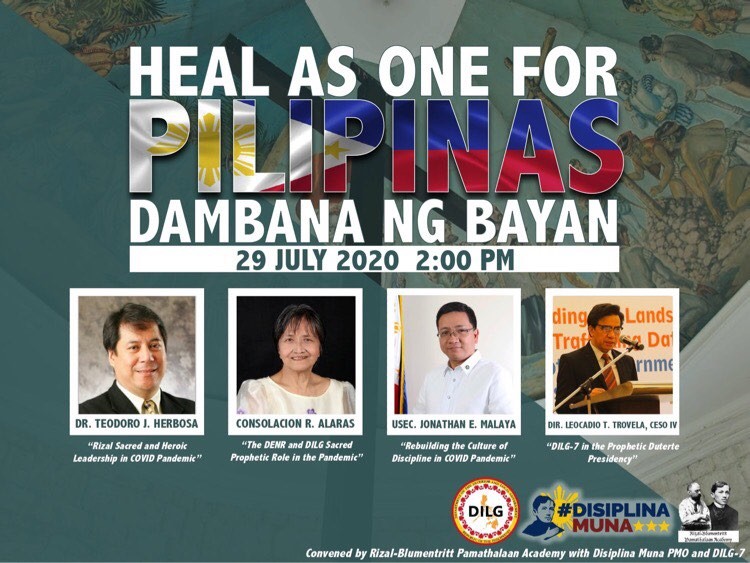 HEAL AS ONE FOR
PILIPINAS
DAMBANA NG BAYAN
29 JULY 2020 2:00 PM
DR. TEODORO J. HERBOSA
"Rizal Sacred and Heroic
Leadership in COVID Pandemic"
CONSOLACION R. ALARAS
"The DENR and DILG Sacred
Prophetic Role in the Pandemic"
USEC. JONATHAN E. MALAYA
"Rebuilding the Culture of
Discipline in COVID Pandemic"
DIR. LEOCADIO T. TROVELA, CESO IV
"DILG-7 in the Prophetic Duterte
Presidency"
DILG
#DISIPLINA
MUNA
Rizal-Blumentritt
Pamathalaan Academy
Convened by Rizal-Blumentritt Pamathalaan Academy with Disiplina Muna PMO and DILG-7